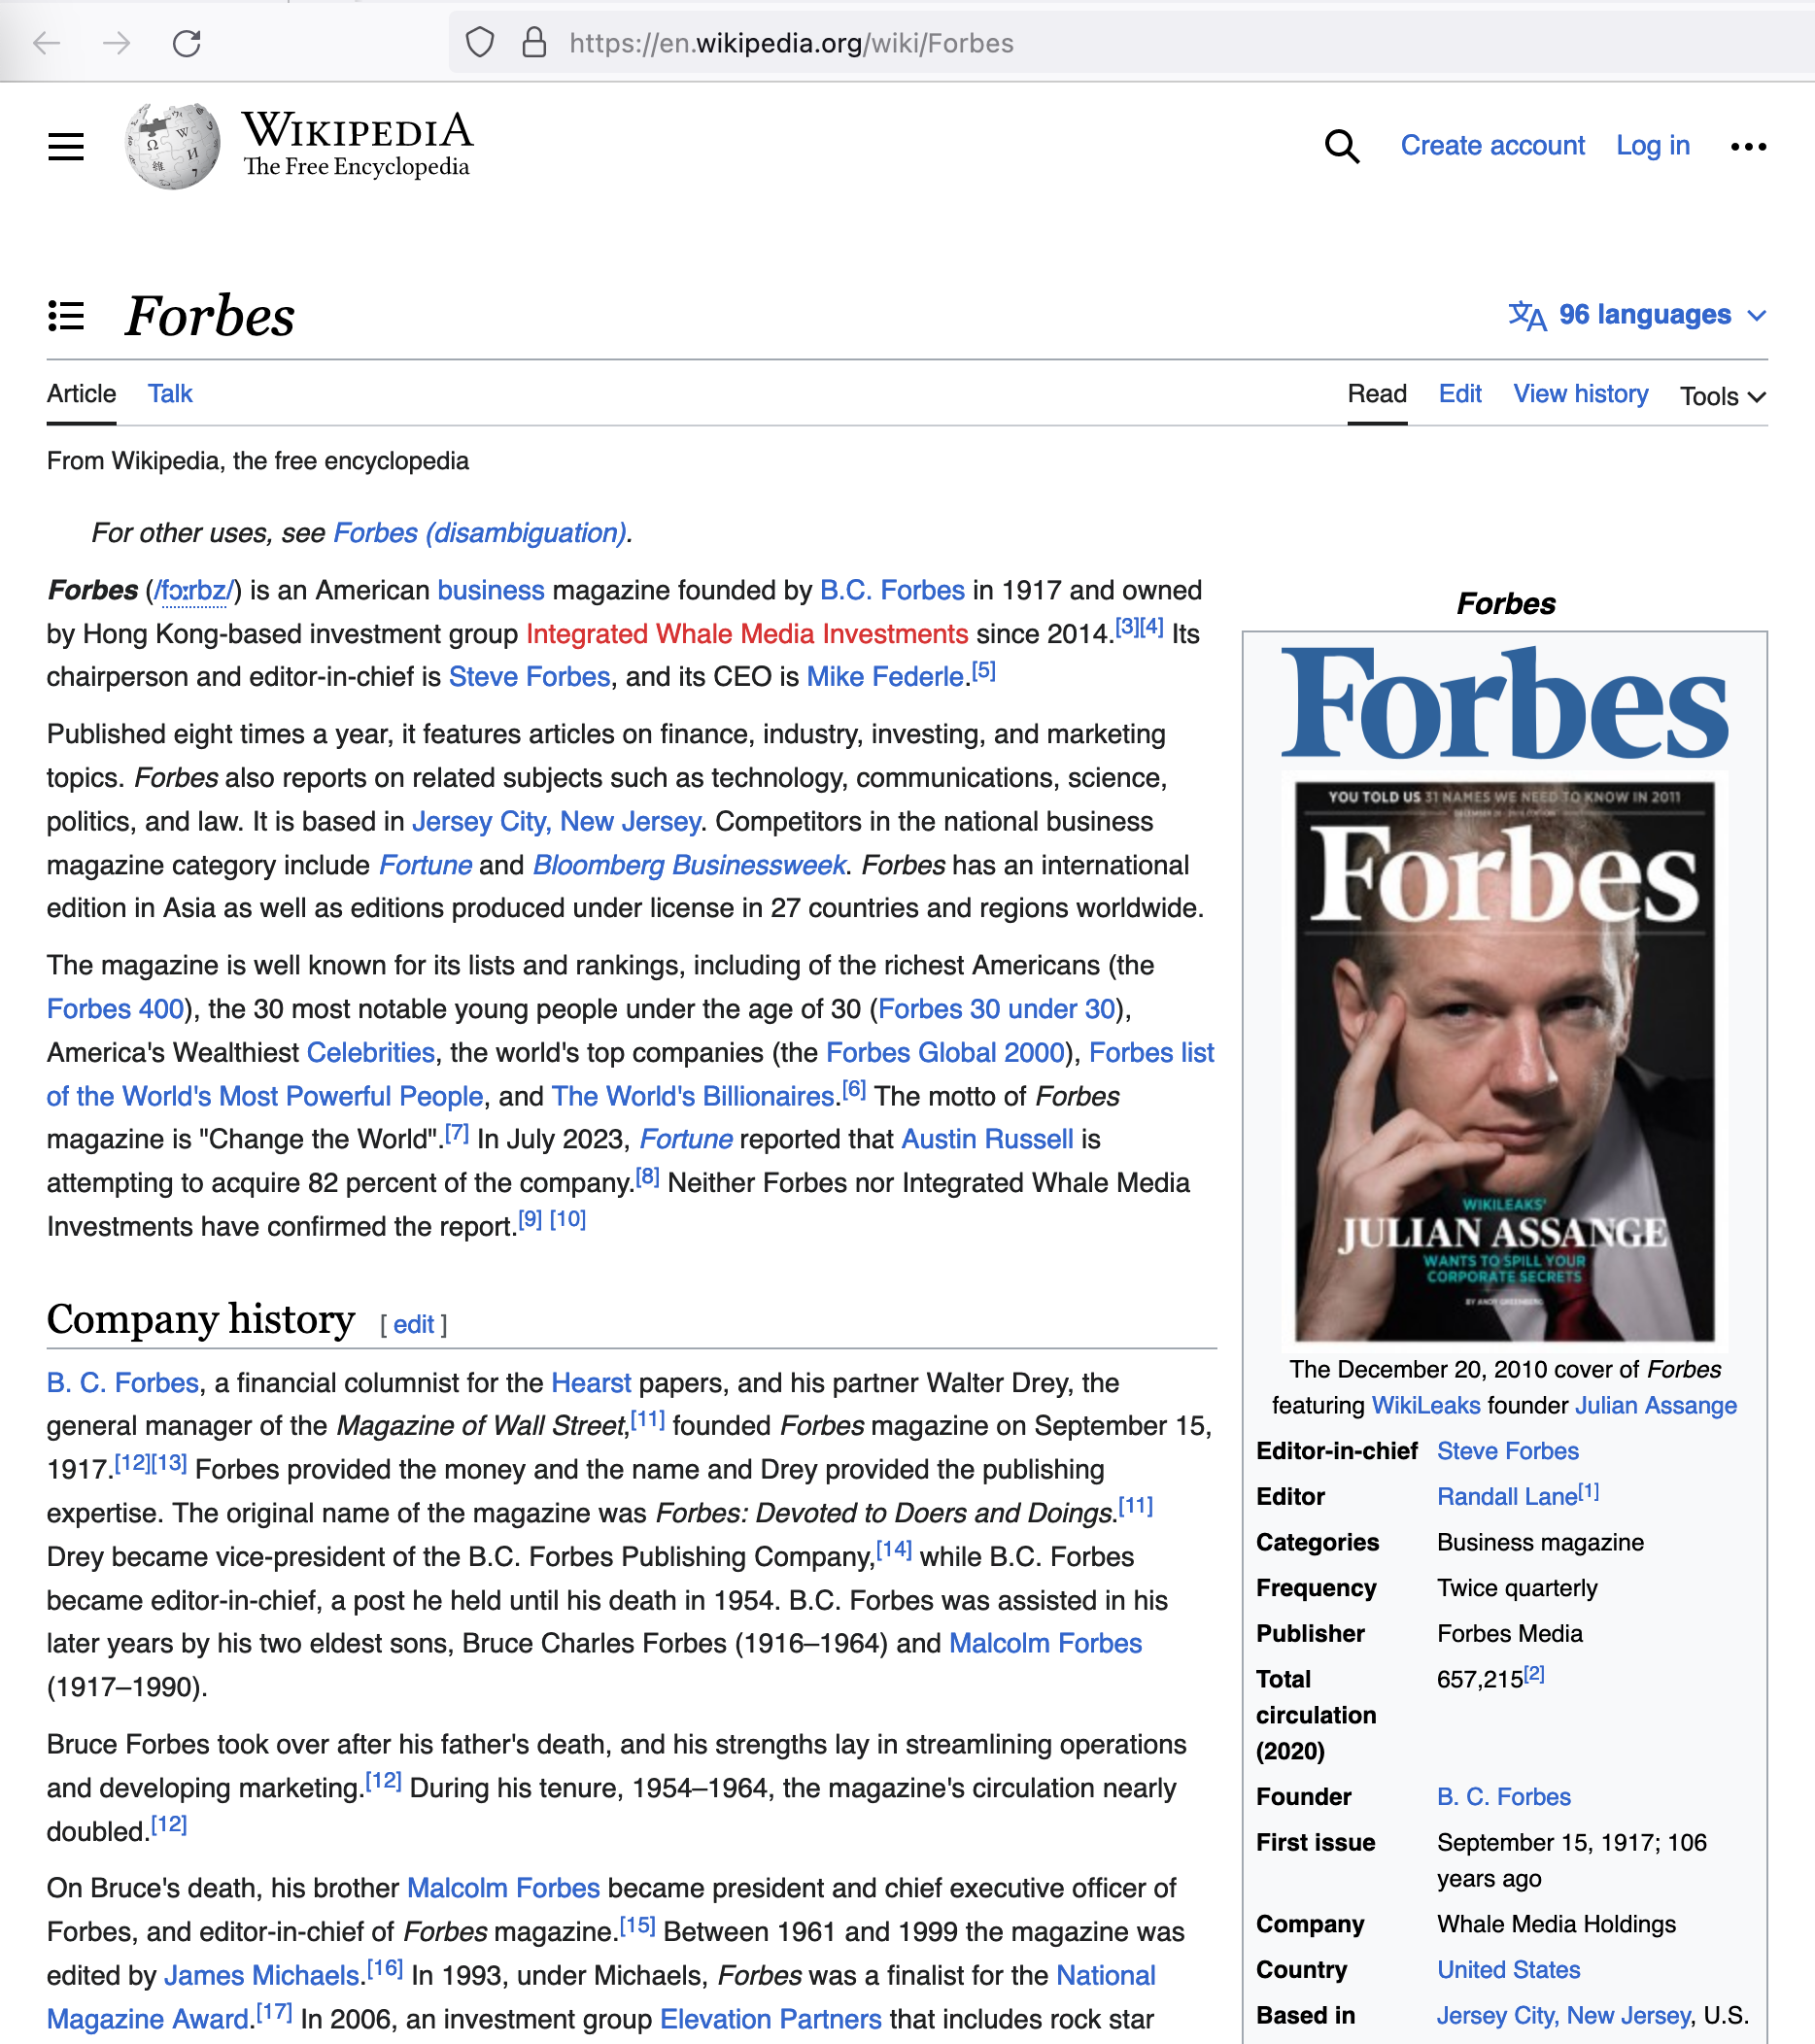 https://en.wikipedia.org/wiki/Forbes
WIKIPEDIA
The Free Encyclopedia
Create account
Log in
Forbes
96 languages
Article
Talk
Read
Edit
View history
Tools
From Wikipedia, the free encyclopedia
For other uses, see Forbes (disambiguation).
Forbes (/fɔːrbz/) is an American business magazine founded by B.C. Forbes in 1917 and owned
by Hong Kong-based investment group Integrated Whale Media Investments since 2014.[3][4] Its
chairperson and editor-in-chief is Steve Forbes, and its CEO is Mike Federle.[5]
Published eight times a year, it features articles on finance, industry, investing, and marketing
topics. Forbes also reports on related subjects such as technology, communications, science,
politics, and law. It is based in Jersey City, New Jersey. Competitors in the national business
magazine category include Fortune and Bloomberg Businessweek. Forbes has an international
edition in Asia as well as editions produced under license in 27 countries and regions worldwide.
The magazine is well known for its lists and rankings, including of the richest Americans (the
Forbes 400), the 30 most notable young people under the age of 30 (Forbes 30 under 30),
America's Wealthiest Celebrities, the world's top companies (the Forbes Global 2000), Forbes list
of the World's Most Powerful People, and The World's Billionaires.[6] The motto of Forbes
magazine is "Change the World".[7] In July 2023, Fortune reported that Austin Russell is
attempting to acquire 82 percent of the company.[8] Neither Forbes nor Integrated Whale Media
Investments have confirmed the report.[9] [10]
Company history [ edit ]
B. C. Forbes, a financial columnist for the Hearst papers, and his partner Walter Drey, the
general manager of the Magazine of Wall Street,[11] founded Forbes magazine on September 15,
1917.[12][13] Forbes provided the money and the name and Drey provided the publishing
expertise. The original name of the magazine was Forbes: Devoted to Doers and Doings.[11]
Drey became vice-president of the B.C. Forbes Publishing Company,[14] while B.C. Forbes
became editor-in-chief, a post he held until his death in 1954. B.C. Forbes was assisted in his
later years by his two eldest sons, Bruce Charles Forbes (1916–1964) and Malcolm Forbes
(1917–1990).
Bruce Forbes took over after his father's death, and his strengths lay in streamlining operations
and developing marketing.[12] During his tenure, 1954–1964, the magazine's circulation nearly
doubled.[12]
On Bruce's death, his brother Malcolm Forbes became president and chief executive officer of
Forbes, and editor-in-chief of Forbes magazine.[15] Between 1961 and 1999 the magazine was
edited by James Michaels.[16] In 1993, under Michaels, Forbes was a finalist for the National
Magazine Award.[17] In 2006, an investment group Elevation Partners that includes rock star
Forbes
Forbes
YOU TOLD US 31 NAMES WE NEED TO KNOW IN 2011
Forbes
WIKILEAKS'
JULIAN ASSANGE
WANTS TO SPILL YOUR
CORPORATE SECRETS
BY ANDY GREENBERG
The December 20, 2010 cover of Forbes
featuring WikiLeaks founder Julian Assange
Editor-in-chief Steve Forbes
Editor Randall Lane[1]
Categories Business magazine
Frequency Twice quarterly
Publisher Forbes Media
Total 657,215[2]
circulation
(2020)
Founder B. C. Forbes
First issue September 15, 1917; 106
years ago
Company Whale Media Holdings
Country United States
Based in Jersey City, New Jersey, U.S.